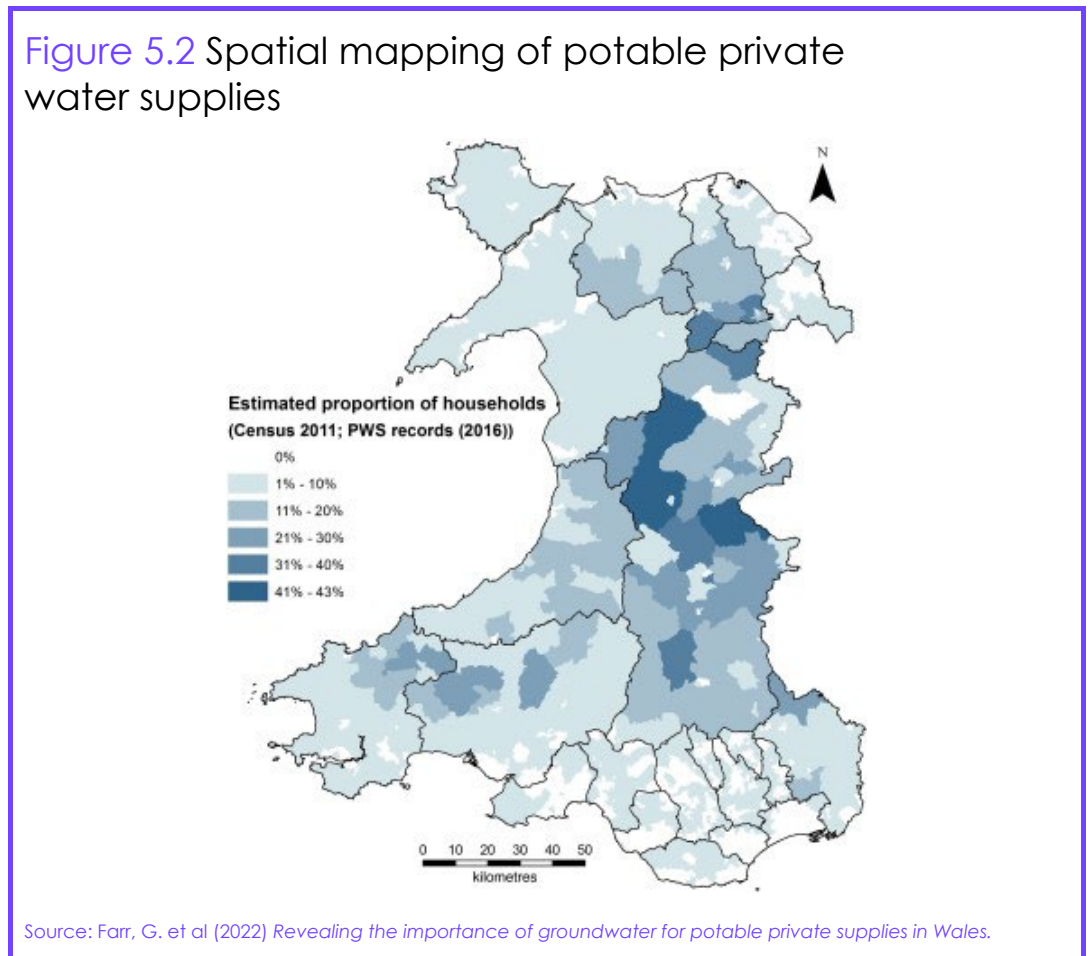 Figure 5.2 Spatial mapping of potable private
water supplies
N
Estimated proportion of households
(Census 2011; PWS records (2016))
0%
1% - 10%
11% - 20%
21% - 30%
31% - 40%
41% - 43%
0 10 20 30 40 50
kilometres
Source: Farr, G. et al (2022) Revealing the importance of groundwater for potable private supplies in Wales.